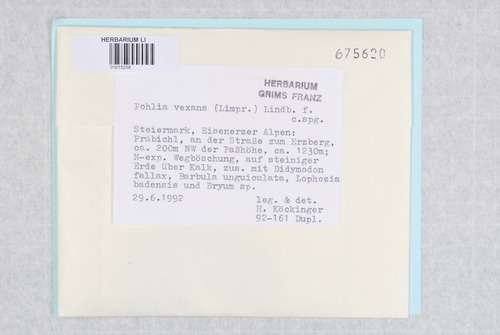 HERBARIUM LI
675620
HERBARIUM
GRIMS FRANZ
Pohlia vexans (Limpr.) Lindb. f.
c.spg.
Steiermark, Eisenerzer Alpen:
Präbichl, an der Straße zum Erzberg,
ca. 200m NW der Paßhöhe, ca. 1230m;
N-exp. Wegböschung, auf steiniger
Erde über Kalk, zus. mit Didymodon
fallax, Barbula unguiculata, Lophozia
badensis und Bryum sp.
29.6.1992
leg. & det.
H. Köckinger
92-161 Dupl.